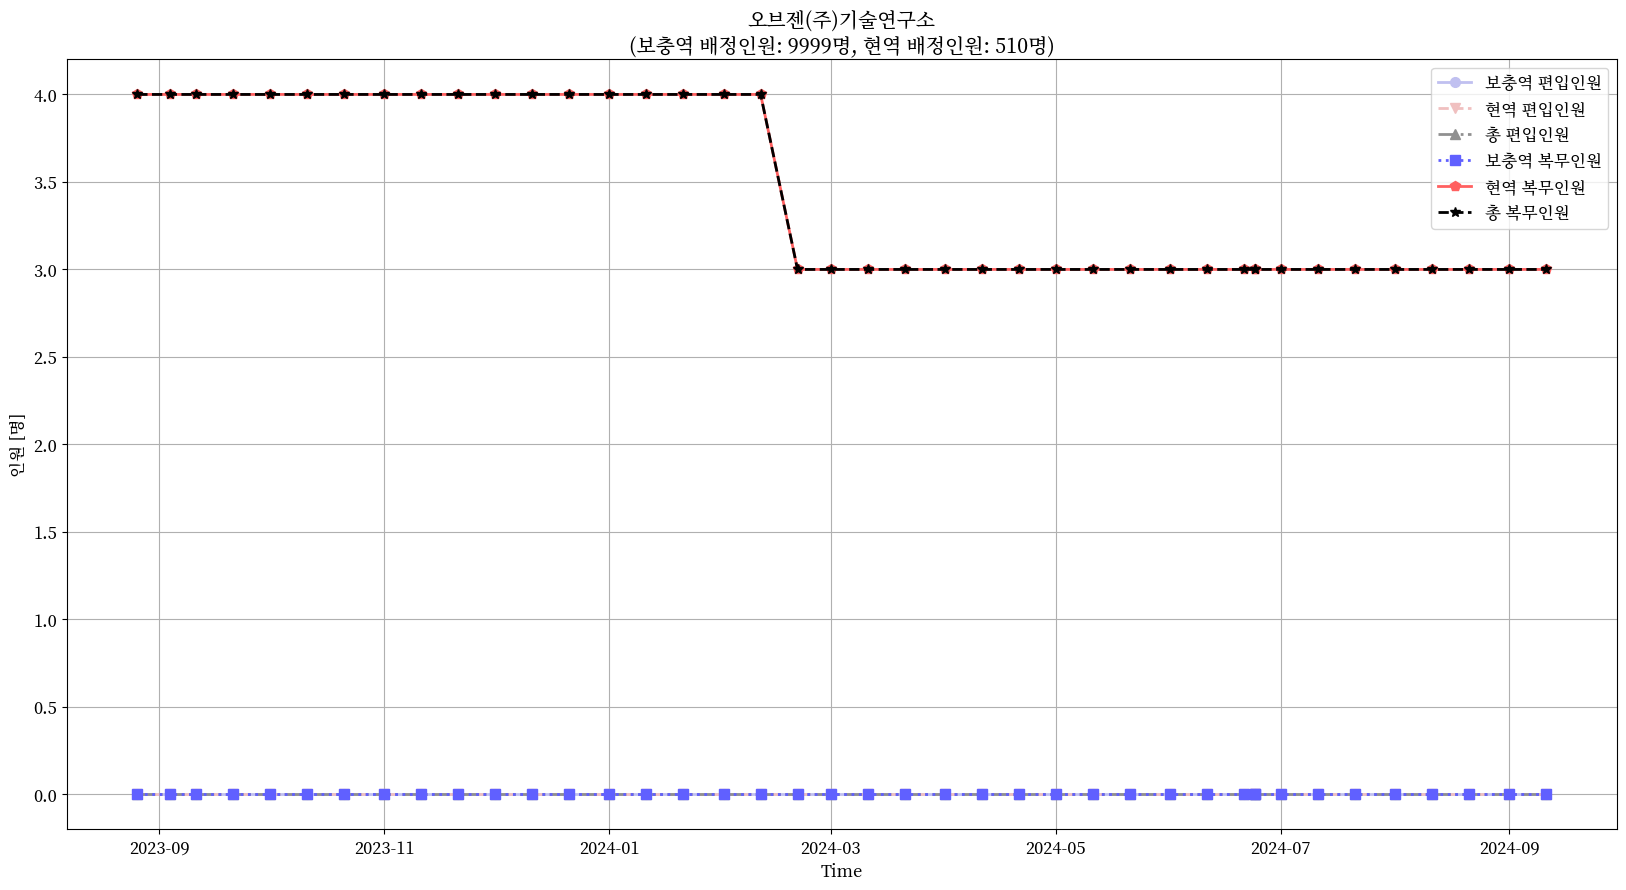 오브젠(주)기술연구소
(보충역 배정인원: 9999명, 현역 배정인원: 510명)
보충역 편입인원
현역 편입인원
총 편입인원
보충역 복무인원
현역 복무인원
총 복무인원
4.0
3.5
3.0
2.5
2.0
1.5
1.0
0.5
0.0
인원 [명]
2023-09
2023-11
2024-01
2024-03
2024-05
2024-07
2024-09
Time